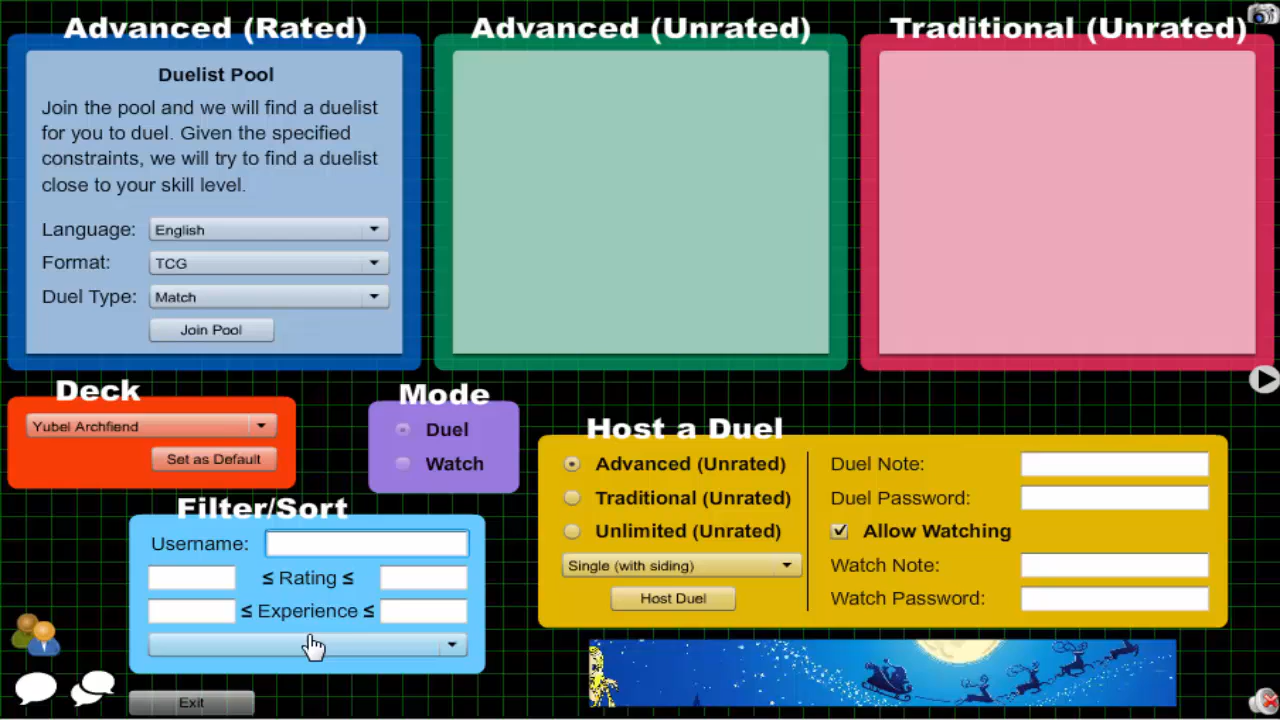 Advanced (Rated)
Duelist Pool
Join the pool and we will find a duelist
for you to duel. Given the specified
constraints, we will try to find a duelist
close to your skill level.
Language: English
Format: TCG
Duel Type: Match
Join Pool
Advanced (Unrated)
Traditional (Unrated)
Deck
Yubel Archfiend
Set as Default
Mode
Duel
Watch
Filter/Sort
Username:
≤ Rating ≤
≤ Experience ≤
Exit
Host a Duel
Advanced (Unrated)
Traditional (Unrated)
Unlimited (Unrated)
Single (with siding)
Host Duel
Duel Note:
Duel Password:
Allow Watching
Watch Note:
Watch Password: